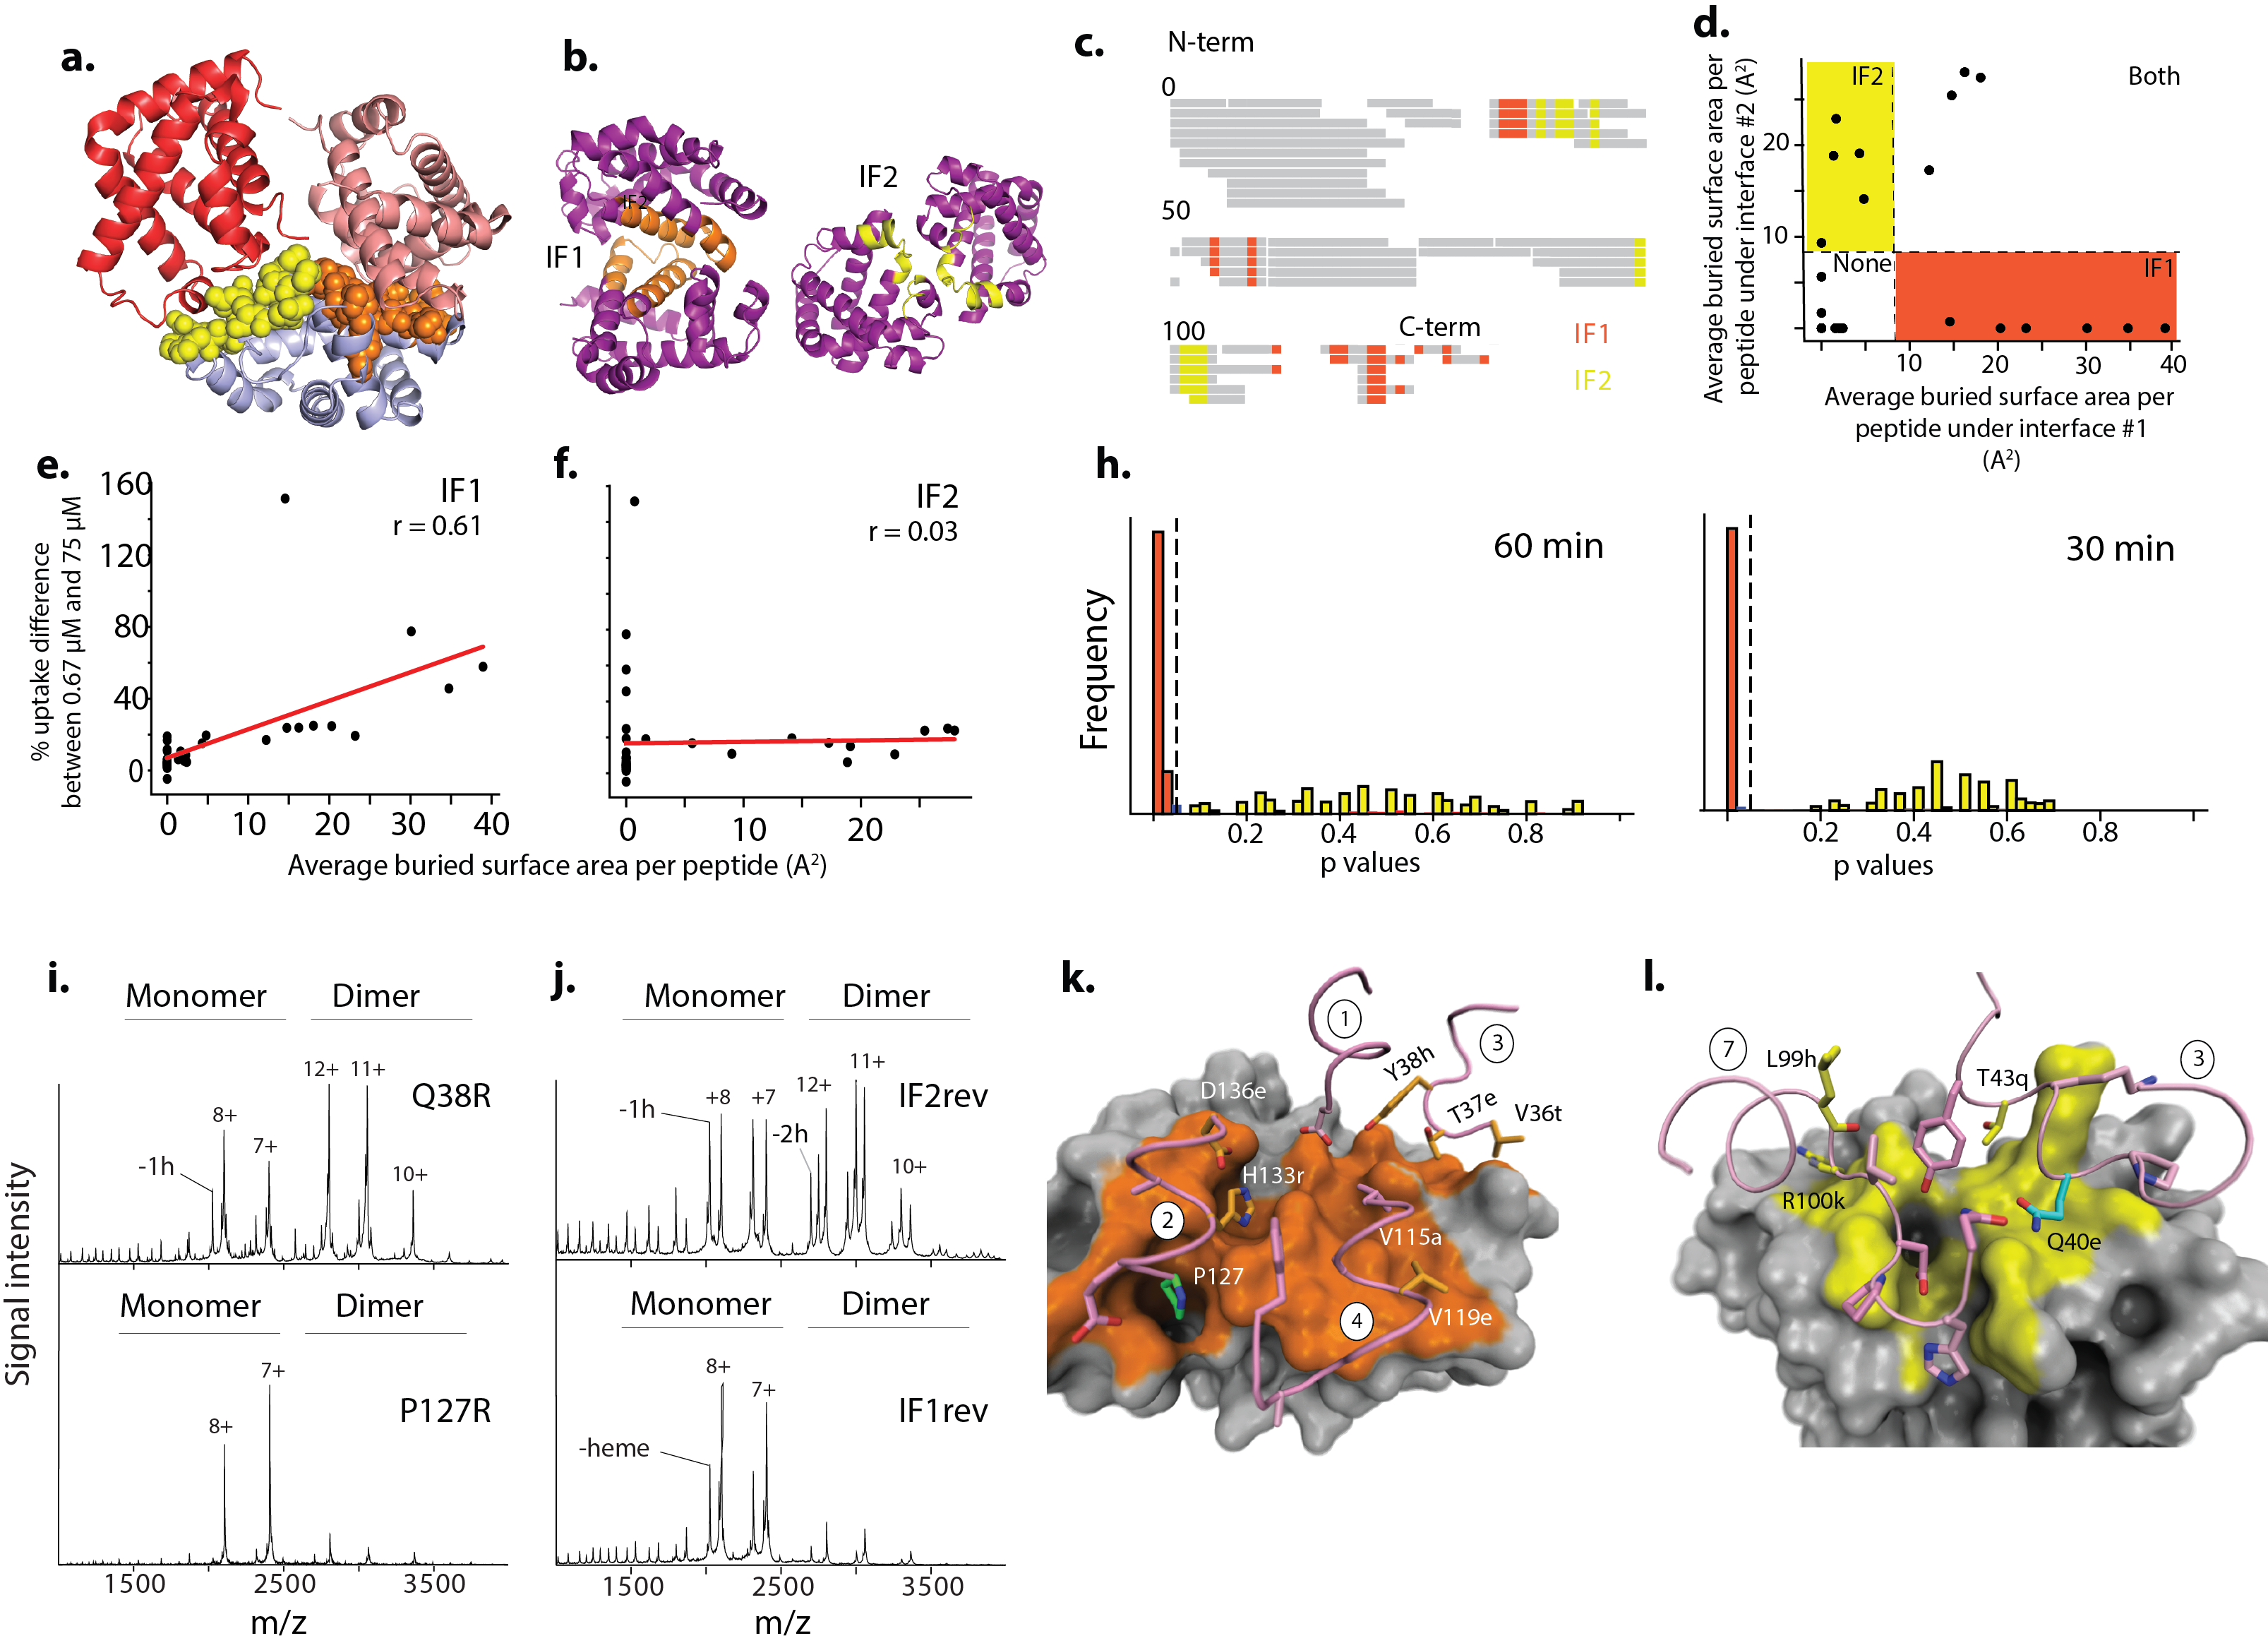 a.
b.
IF2
IF1
IF2
c.
N-term
0
50
100
C-term
IF1
IF2
d.
Average buried surface area per
peptide under interface #2 (A²)
IF2
Both
20
10
None
IF1
10 20 30 40
Average buried surface area per
peptide under interface #1
(A²)
e.
% uptake difference
between 0.67 µM and 75 µM
160
120
80
40
0
IF1
r = 0.61
0 10 20 30 40
f.
IF2
r = 0.03
0 10 20
Average buried surface area per peptide (A²)
h.
Frequency
60 min
0.2 0.4 0.6 0.8
p values
30 min
0.2 0.4 0.6 0.8
p values
i.
Signal intensity
Monomer Dimer
12+ 11+
Q38R
8+
7+
-1h
10+
Monomer Dimer
7+
8+
P127R
1500 2500 3500
m/z
j.
Monomer Dimer
11+
12+
IF2rev
+8 +7
-1h
-2h
10+
Monomer Dimer
8+
7+
IF1rev
-heme
1500 2500 3500
m/z
k.
1
3
Y38h
D136e
T37e
V36t
H133r
2
V115a
P127
4
V119e
l.
7
L99h
T43q
3
R100k
Q40e